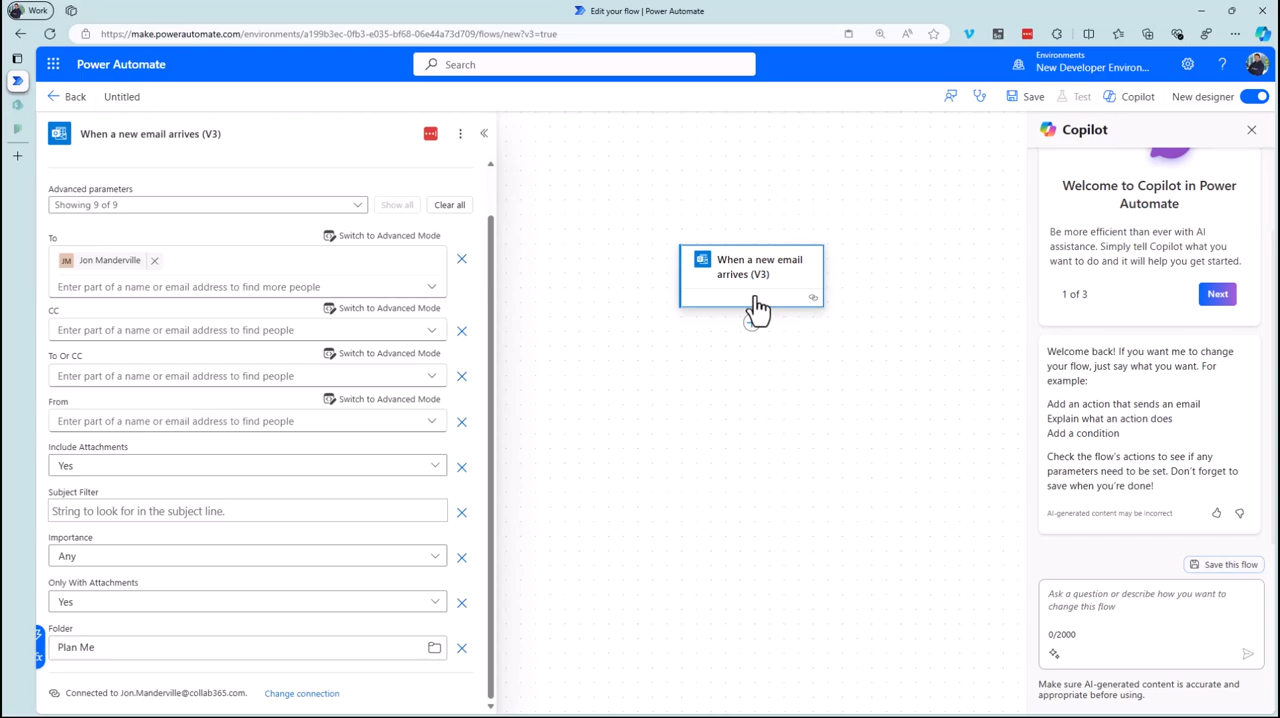 Work
Edit your flow | Power Automate
https://make.powerautomate.com/environments/a199b3ec-0fb3-e035-bf68-06e44a73d709/flows/new?v3=true
Power Automate
Search
Environments
New Developer Environ...
Back
Untitled
Save
Test
Copilot
New designer
When a new email arrives (V3)
Advanced parameters
Showing 9 of 9
Show all
Clear all
To
Switch to Advanced Mode
JM
Jon Manderville
Enter part of a name or email address to find more people
CC
Switch to Advanced Mode
Enter part of a name or email address to find people
To Or CC
Switch to Advanced Mode
Enter part of a name or email address to find people
From
Switch to Advanced Mode
Enter part of a name or email address to find people
Include Attachments
Yes
Subject Filter
String to look for in the subject line.
Importance
Any
Only With Attachments
Yes
Folder
Plan Me
Connected to Jon.Manderville@collab365.com.
Change connection
When a new email
arrives (V3)
Copilot
Welcome to Copilot in Power
Automate
Be more efficient than ever with AI
assistance. Simply tell Copilot what you
want to do and it will help you get started.
1 of 3
Next
Welcome back! If you want me to change
your flow, just say what you want. For
example:
Add an action that sends an email
Explain what an action does
Add a condition
Check the flow's actions to see if any
parameters need to be set. Don't forget to
save when you're done!
AI-generated content may be incorrect
Save this flow
Ask a question or describe how you want to
change this flow
0/2000
Make sure AI-generated content is accurate and
appropriate before using.